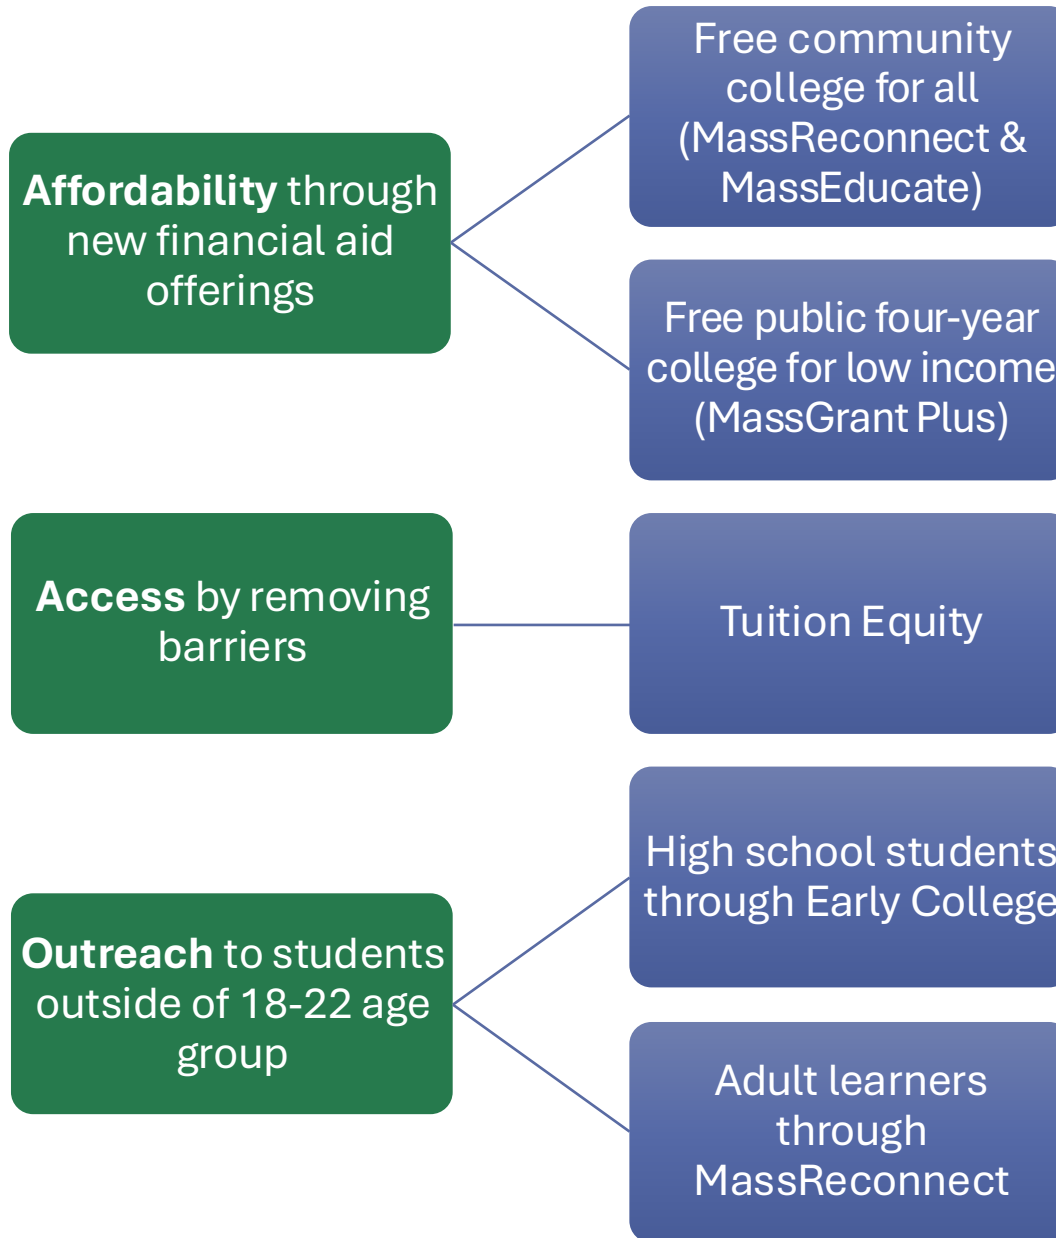 Affordability through
new financial aid
offerings
Free community
college for all
(MassReconnect &
MassEducate)
Free public four-year
college for low income
(MassGrant Plus)
Access by removing
barriers
Tuition Equity
Outreach to students
outside of 18-22 age
group
High school students
through Early College
Adult learners
through
MassReconnect